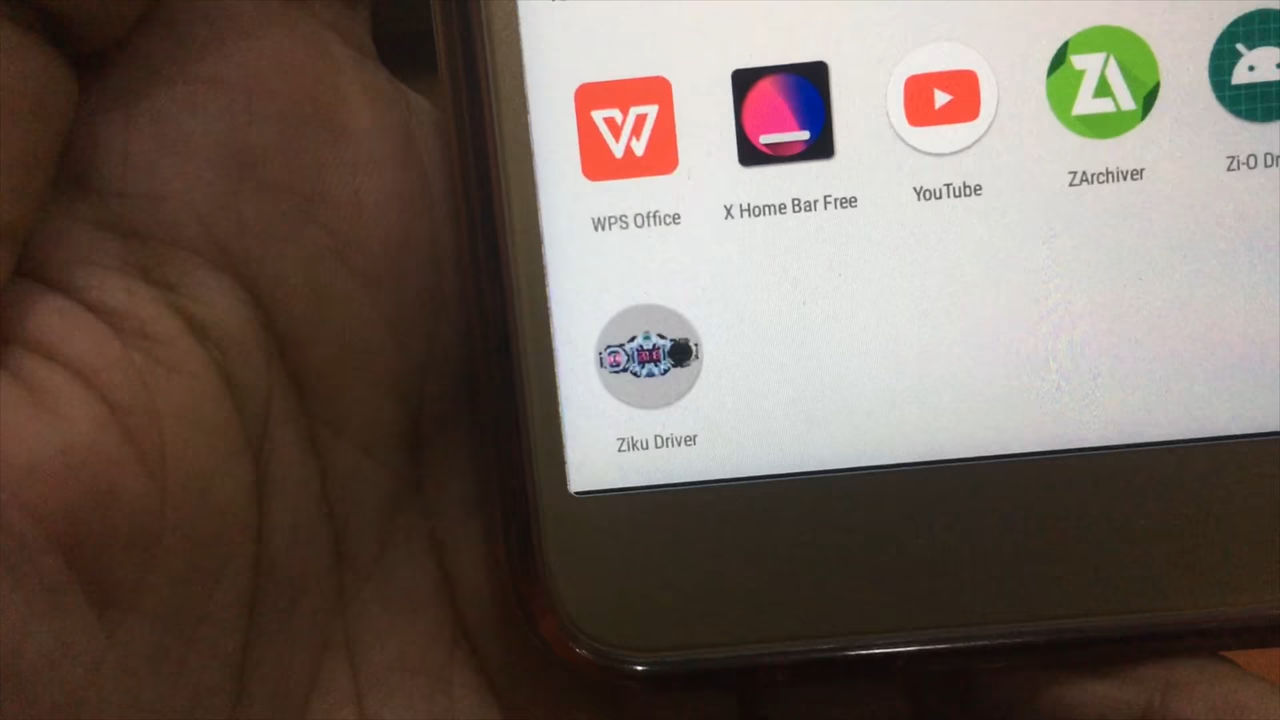 WPS Office
X Home Bar Free
YouTube
ZArchiver
Zi-O Dr
Ziku Driver